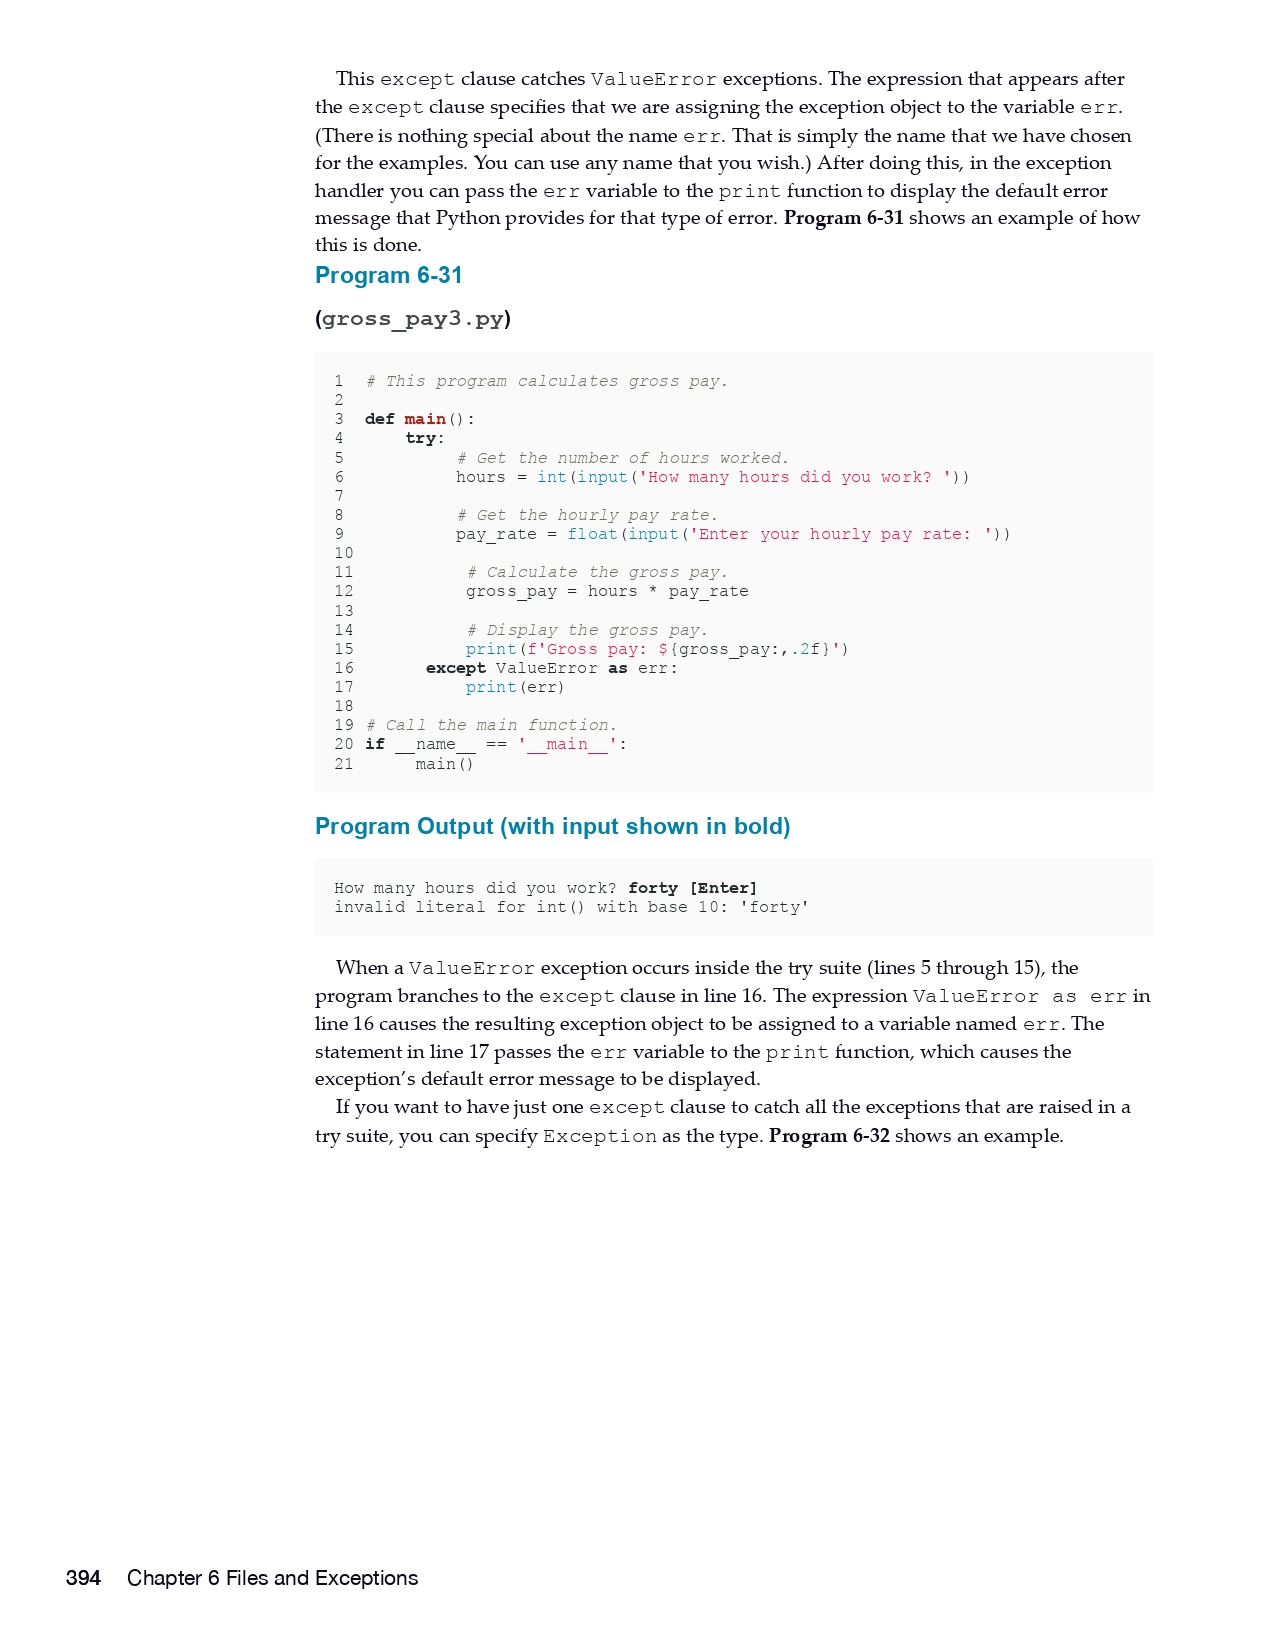 This except clause catches ValueError exceptions. The expression that appears after
the except clause specifies that we are assigning the exception object to the variable err.
(There is nothing special about the name err. That is simply the name that we have chosen
for the examples. You can use any name that you wish.) After doing this, in the exception
handler you can pass the err variable to the print function to display the default error
message that Python provides for that type of error. Program 6-31 shows an example of how
this is done.
Program 6-31
(gross_pay3.py)
1  # This program calculates gross pay.
2
3  def main():
4      try:
5           # Get the number of hours worked.
6           hours = int(input('How many hours did you work? '))
7
8           # Get the hourly pay rate.
9           pay_rate = float(input('Enter your hourly pay rate: '))
10
11           # Calculate the gross pay.
12           gross_pay = hours * pay_rate
13
14           # Display the gross pay.
15           print(f'Gross pay: ${gross_pay:,.2f}')
16       except ValueError as err:
17           print(err)
18
19 # Call the main function.
20 if __name__ == '__main__':
21      main()
Program Output (with input shown in bold)
How many hours did you work? forty [Enter]
invalid literal for int() with base 10: 'forty'
When a ValueError exception occurs inside the try suite (lines 5 through 15), the
program branches to the except clause in line 16. The expression ValueError as err in
line 16 causes the resulting exception object to be assigned to a variable named err. The
statement in line 17 passes the err variable to the print function, which causes the
exception’s default error message to be displayed.
If you want to have just one except clause to catch all the exceptions that are raised in a
try suite, you can specify Exception as the type. Program 6-32 shows an example.
394 Chapter 6 Files and Exceptions